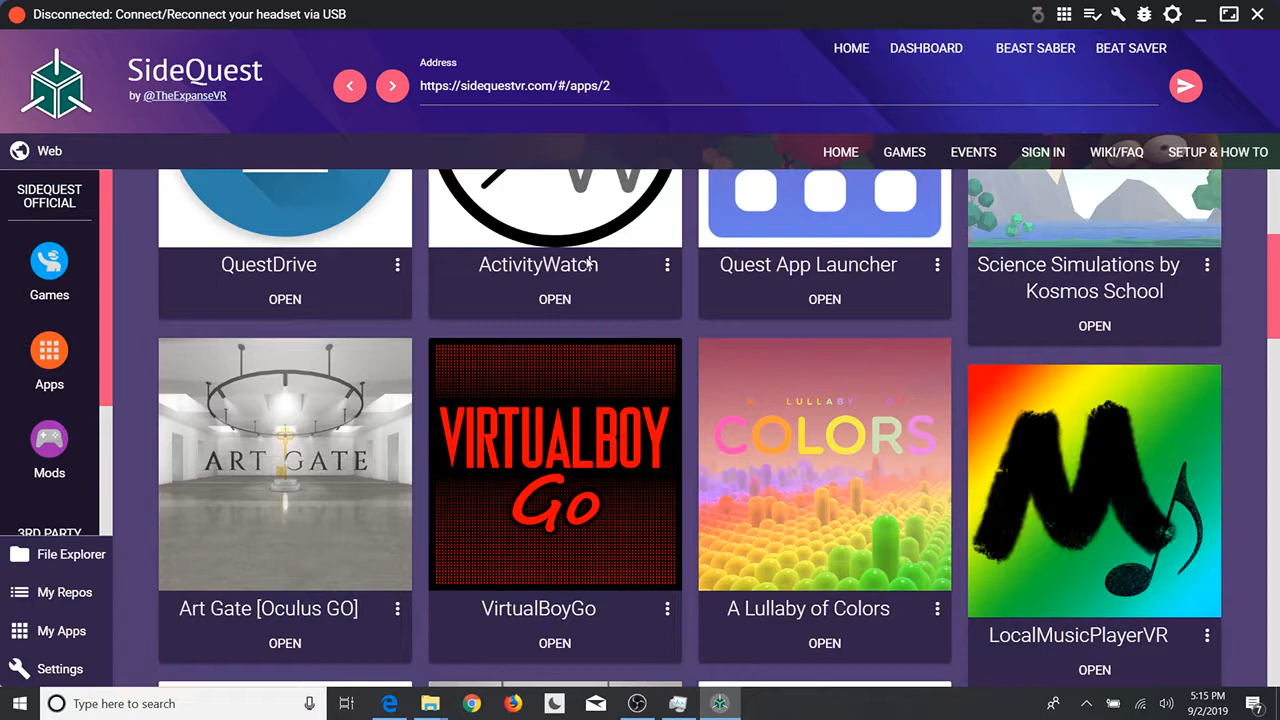 Disconnected: Connect/Reconnect your headset via USB
SideQuest
by @TheExpanseVR
Address
https://sidequestvr.com/#/apps/2
HOME DASHBOARD BEAST SABER BEAT SAVER
Web
HOME GAMES EVENTS SIGN IN WIKI/FAQ SETUP & HOW TO
SIDEQUEST
OFFICIAL
Games
Apps
Mods
3RD PARTY
File Explorer
My Repos
My Apps
Settings
W
QuestDrive
OPEN
ActivityWatch
OPEN
Quest App Launcher
OPEN
Science Simulations by
Kosmos School
OPEN
ART GATE
Art Gate [Oculus GO]
OPEN
VIRTUALBOY
Go
VirtualBoyGo
OPEN
LULLABY
COLORS
A Lullaby of Colors
OPEN
M
LocalMusicPlayerVR
OPEN
Type here to search
5:15 PM
9/2/2019
7